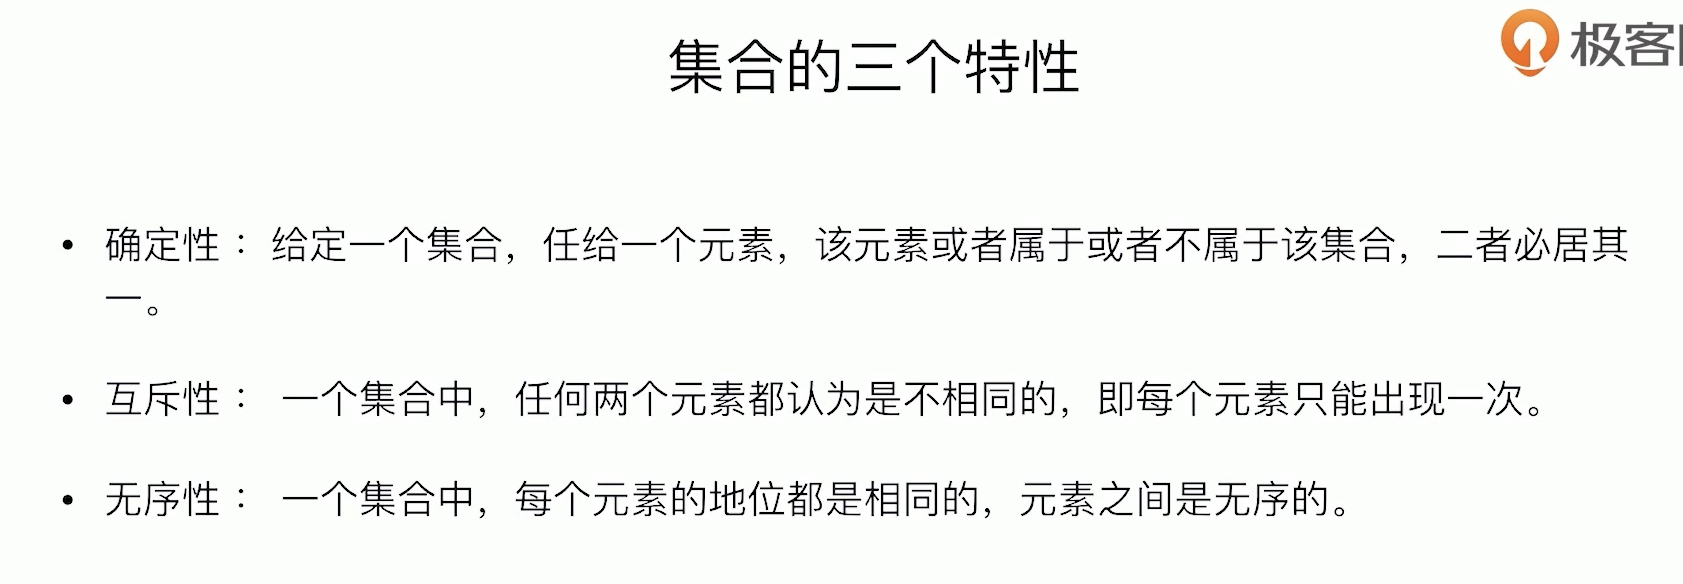 极客
集合的三个特性
• 确定性：给定一个集合，任给一个元素，该元素或者属于或者不属于该集合，二者必居其
一。
• 互斥性： 一个集合中，任何两个元素都认为是不相同的，即每个元素只能出现一次。
• 无序性： 一个集合中，每个元素的地位都是相同的，元素之间是无序的。